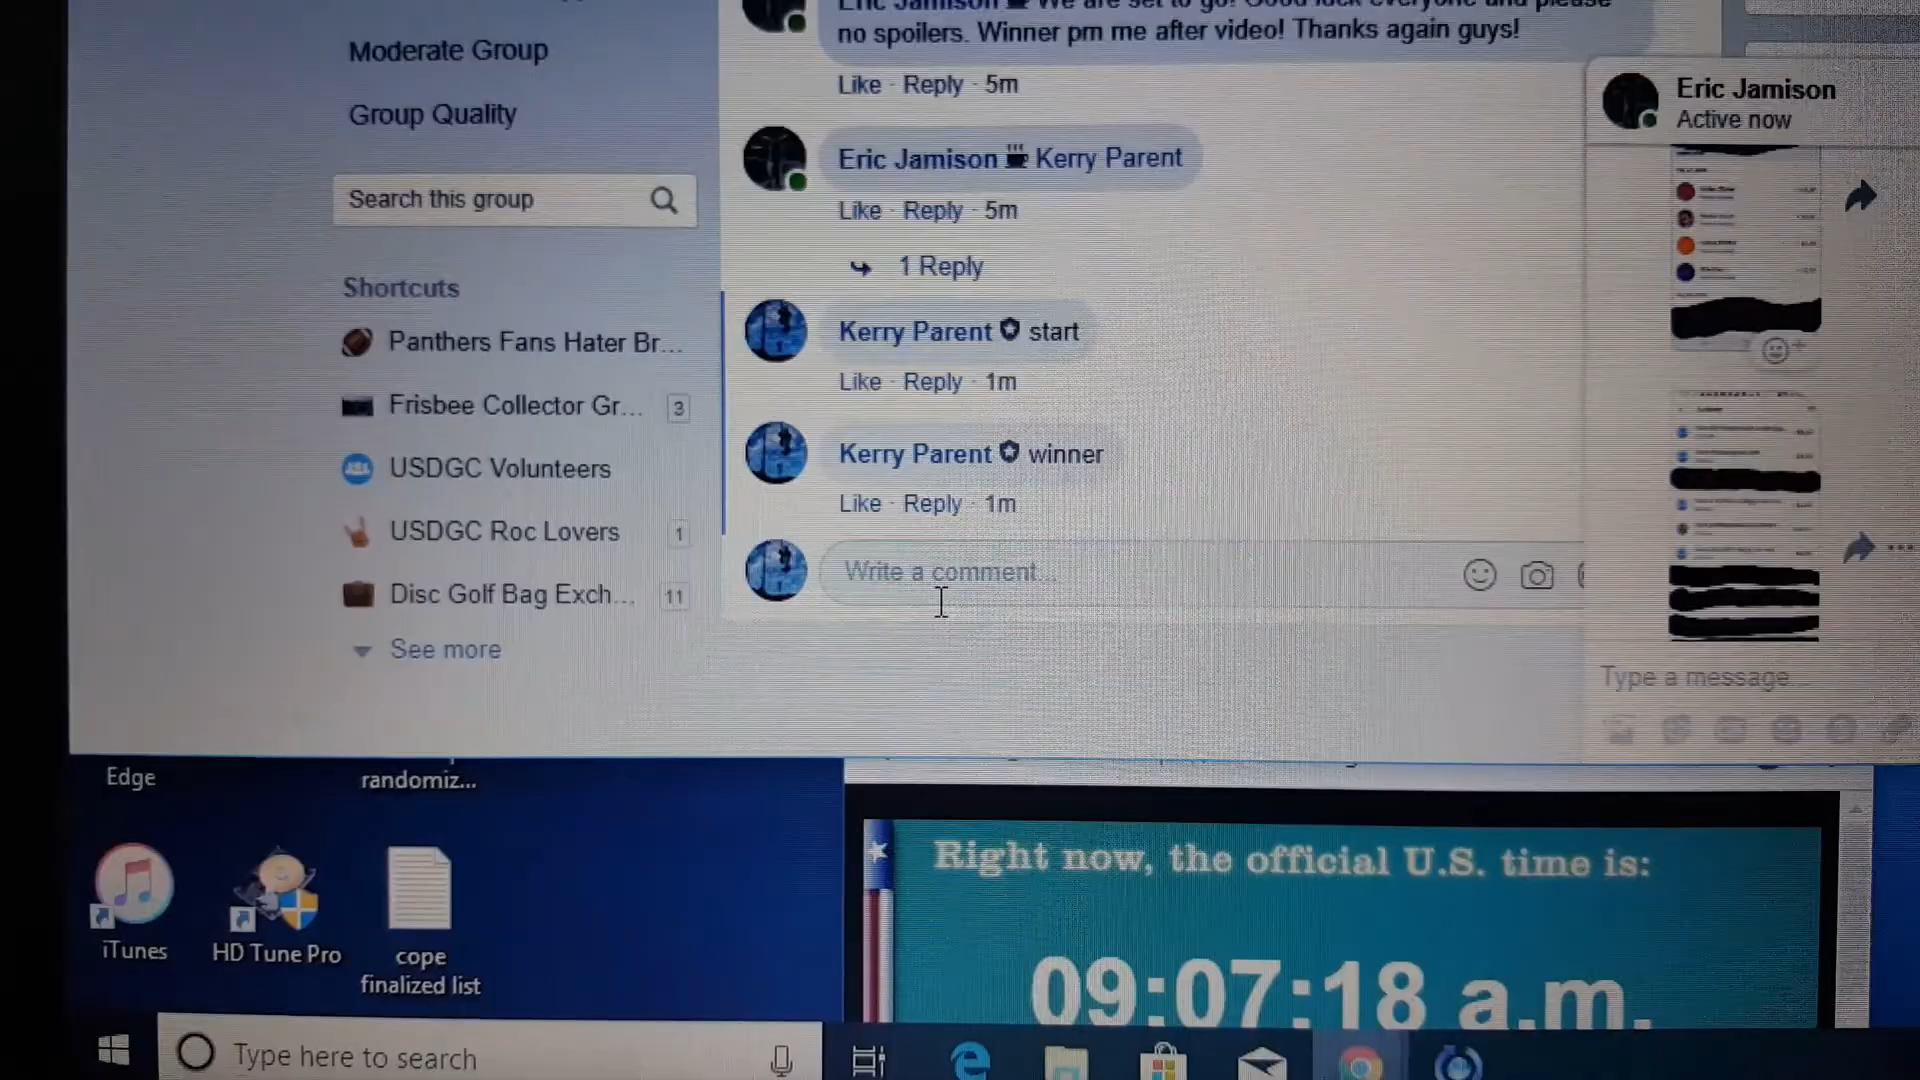 Eric Jamison We are set to go! Good luck everyone and please
no spoilers. Winner pm me after video! Thanks again guys!
Like · Reply · 5m
Moderate Group
Group Quality
Search this group
Eric Jamison Kerry Parent
Like · Reply · 5m
1 Reply
Kerry Parent start
Like · Reply · 1m
Kerry Parent winner
Like · Reply · 1m
Write a comment...
Shortcuts
Panthers Fans Hater Br...
Frisbee Collector Gr... 3
USDGC Volunteers
USDGC Roc Lovers 1
Disc Golf Bag Exch... 11
See more
Eric Jamison
Active now
Type a message...
Edge
randomiz...
iTunes
HD Tune Pro
cope
finalized list
Right now, the official U.S. time is:
09:07:18 a.m.
Type here to search